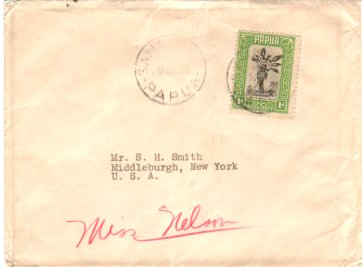 PAPUA
PAPUA
Mr. S. H. Smith
Middleburgh, New York
U. S. A.
Miss Nelson